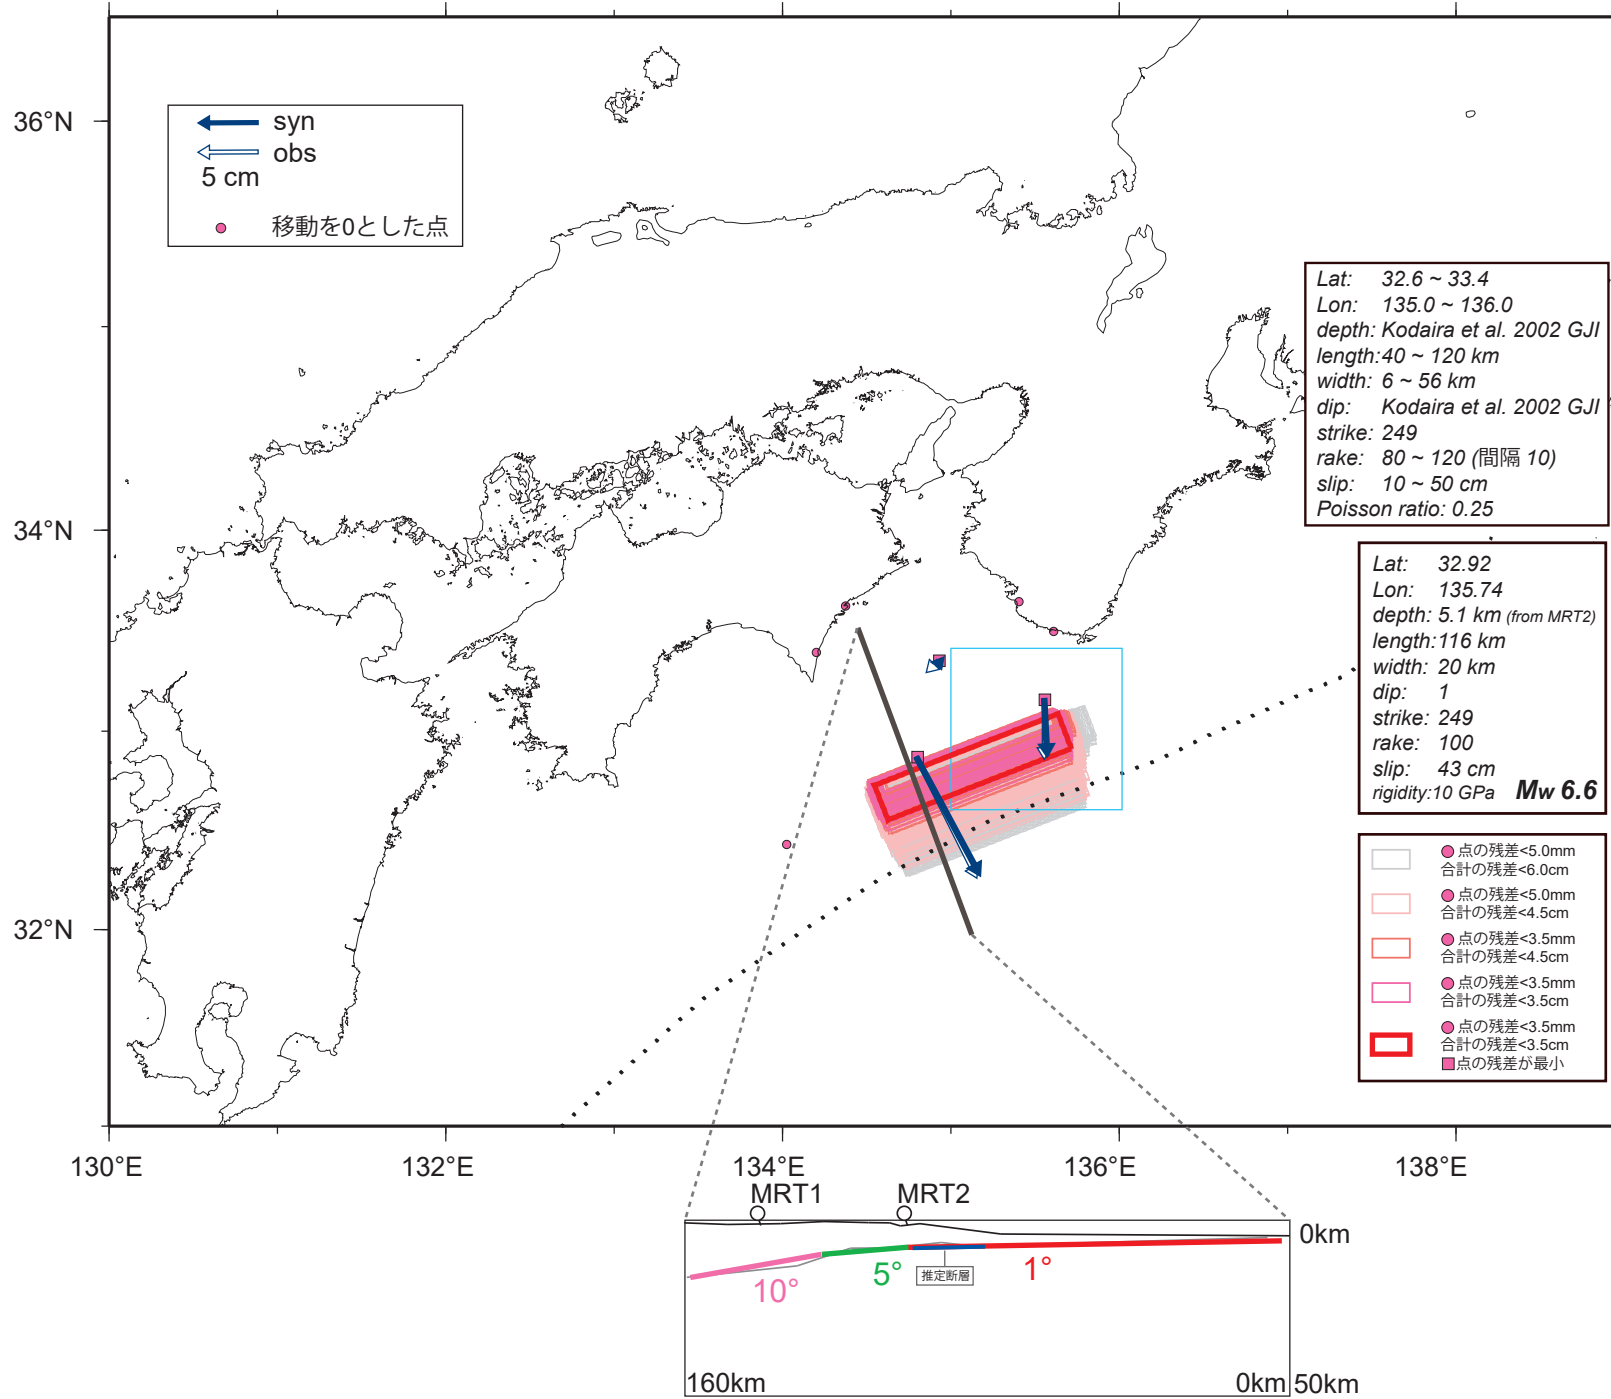 36°N
34°N
32°N
syn
obs
5 cm
移動を0とした点
Lat: 32.6 ~ 33.4
Lon: 135.0 ~ 136.0
depth: Kodaira et al. 2002 GJI
length: 40 ~ 120 km
width: 6 ~ 56 km
dip: Kodaira et al. 2002 GJI
strike: 249
rake: 80 ~ 120 (間隔 10)
slip: 10 ~ 50 cm
Poisson ratio: 0.25
Lat: 32.92
Lon: 135.74
depth: 5.1 km (from MRT2)
length: 116 km
width: 20 km
dip: 1
strike: 249
rake: 100
slip: 43 cm
rigidity: 10 GPa Mw 6.6
点の残差<5.0mm
合計の残差<6.0cm
点の残差<5.0mm
合計の残差<4.5cm
点の残差<3.5mm
合計の残差<4.5cm
点の残差<3.5mm
合計の残差<3.5cm
点の残差<3.5mm
合計の残差<3.5cm
点の残差が最小
130°E 132°E 134°E 136°E 138°E
MRT1 MRT2
0km
10° 5° 推定断層 1°
160km 0km 50km